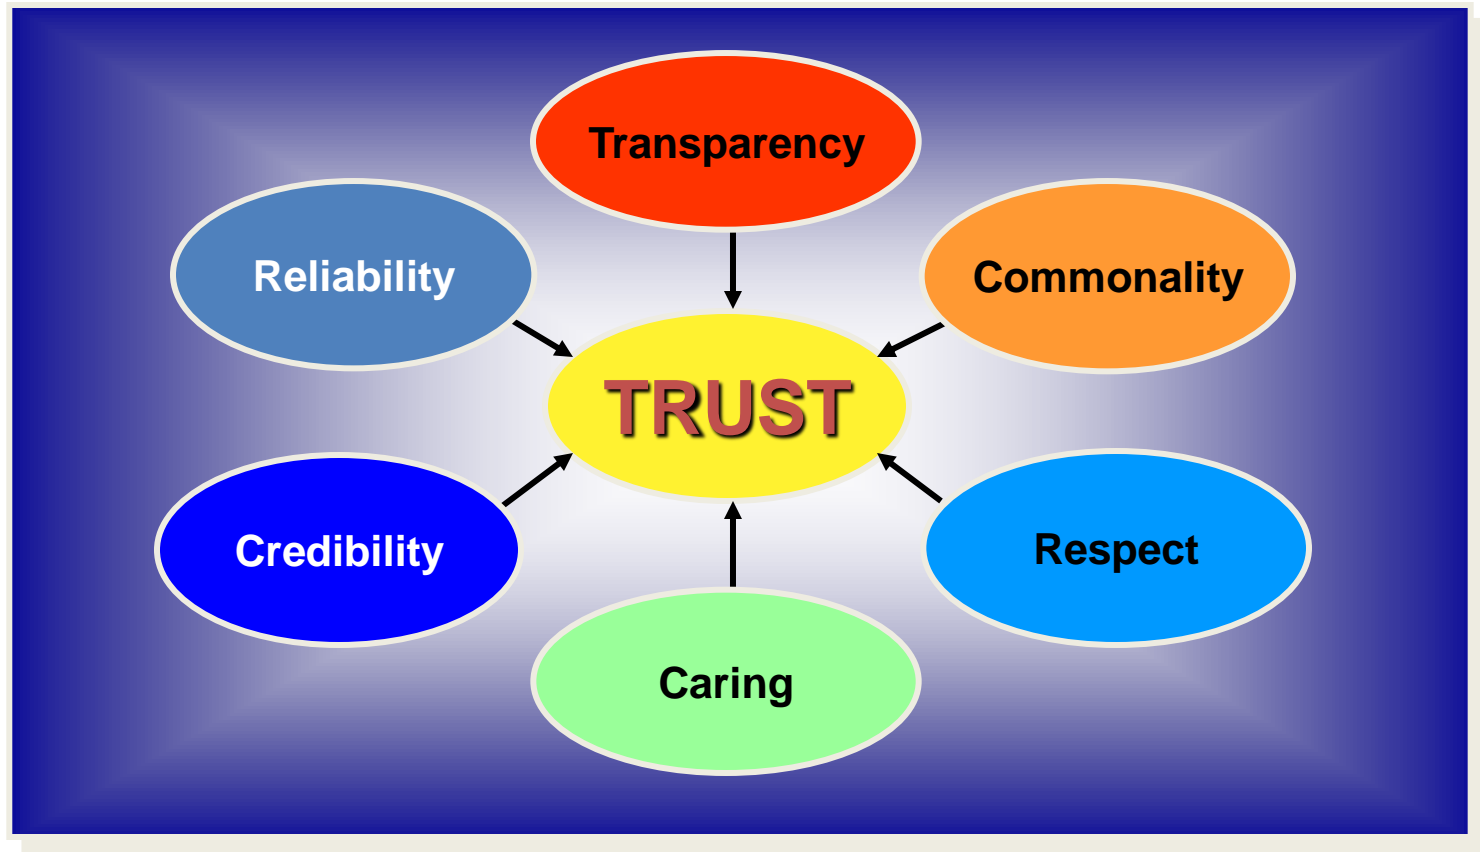 Transparency
Reliability
Commonality
TRUST
Credibility
Respect
Caring